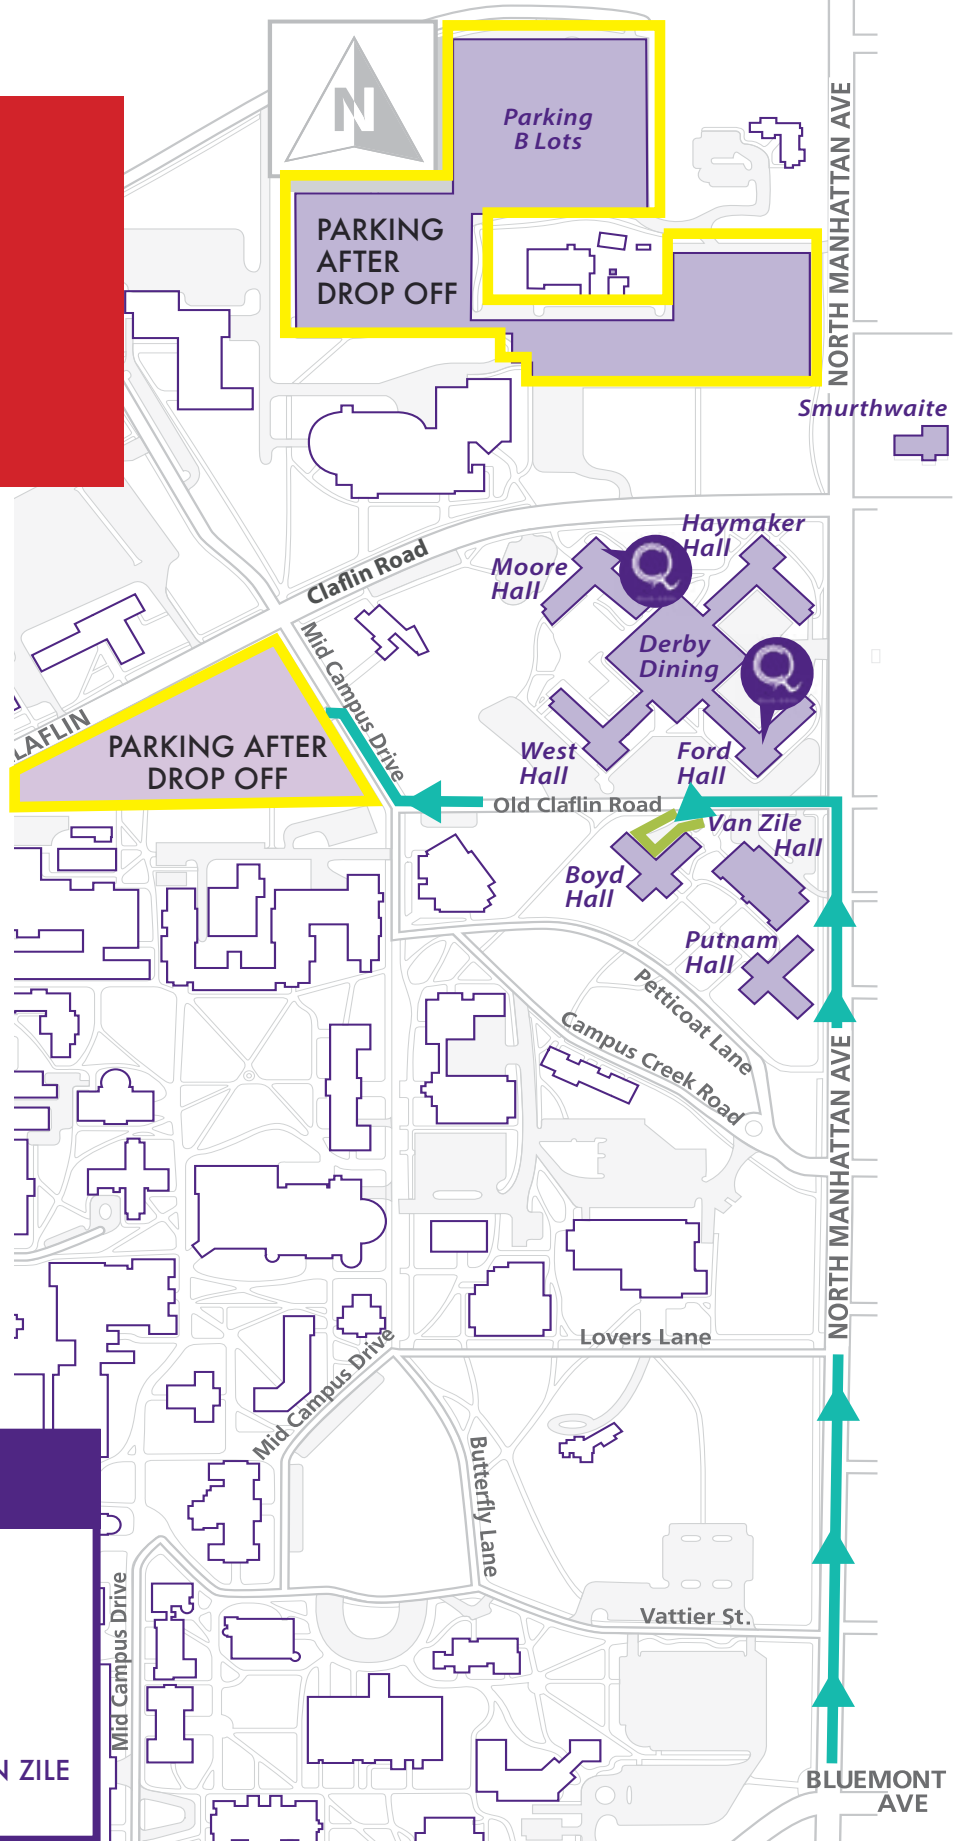 N
Parking
B Lots
NORTH MANHATTAN AVE
PARKING
AFTER
DROP OFF
Smurthwaite
Haymaker
Hall
Claflin Road
Moore
Hall
Q
Derby
Dining
Q
Mid Campus Drive
LAFLIN
PARKING AFTER
DROP OFF
West
Hall
Ford
Hall
Old Claflin Road
Van Zile
Hall
Boyd
Hall
Putnam
Hall
Petticoat Lane
Campus Creek Road
NORTH MANHATTAN AVE
Lovers Lane
Mid Campus Drive
Butterfly Lane
Mid Campus Drive
Vattier St.
N ZILE
BLUEMONT
AVE